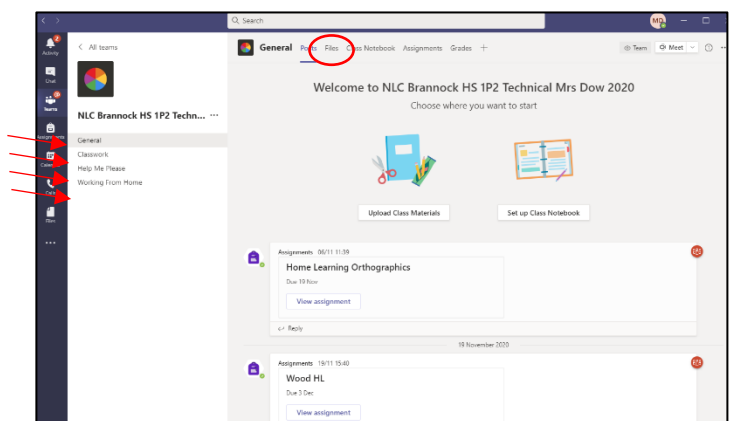 Search
MD
Activity
Chat
Teams
Assignments
Calls
Files
All teams
NLC Brannock HS 1P2 Techn... ...
General
Classwork
Help Me Please
Working From Home
General Posts Files Class Notebook Assignments Grades +
Team Meet
Welcome to NLC Brannock HS 1P2 Technical Mrs Dow 2020
Choose where you want to start
Upload Class Materials Set up Class Notebook
Assignments 06/11 11:39
Home Learning Orthographics
Due 19 Nov
View assignment
Reply
19 November 2020
Assignments 19/11 15:40
Wood HL
Due 3 Dec
View assignment